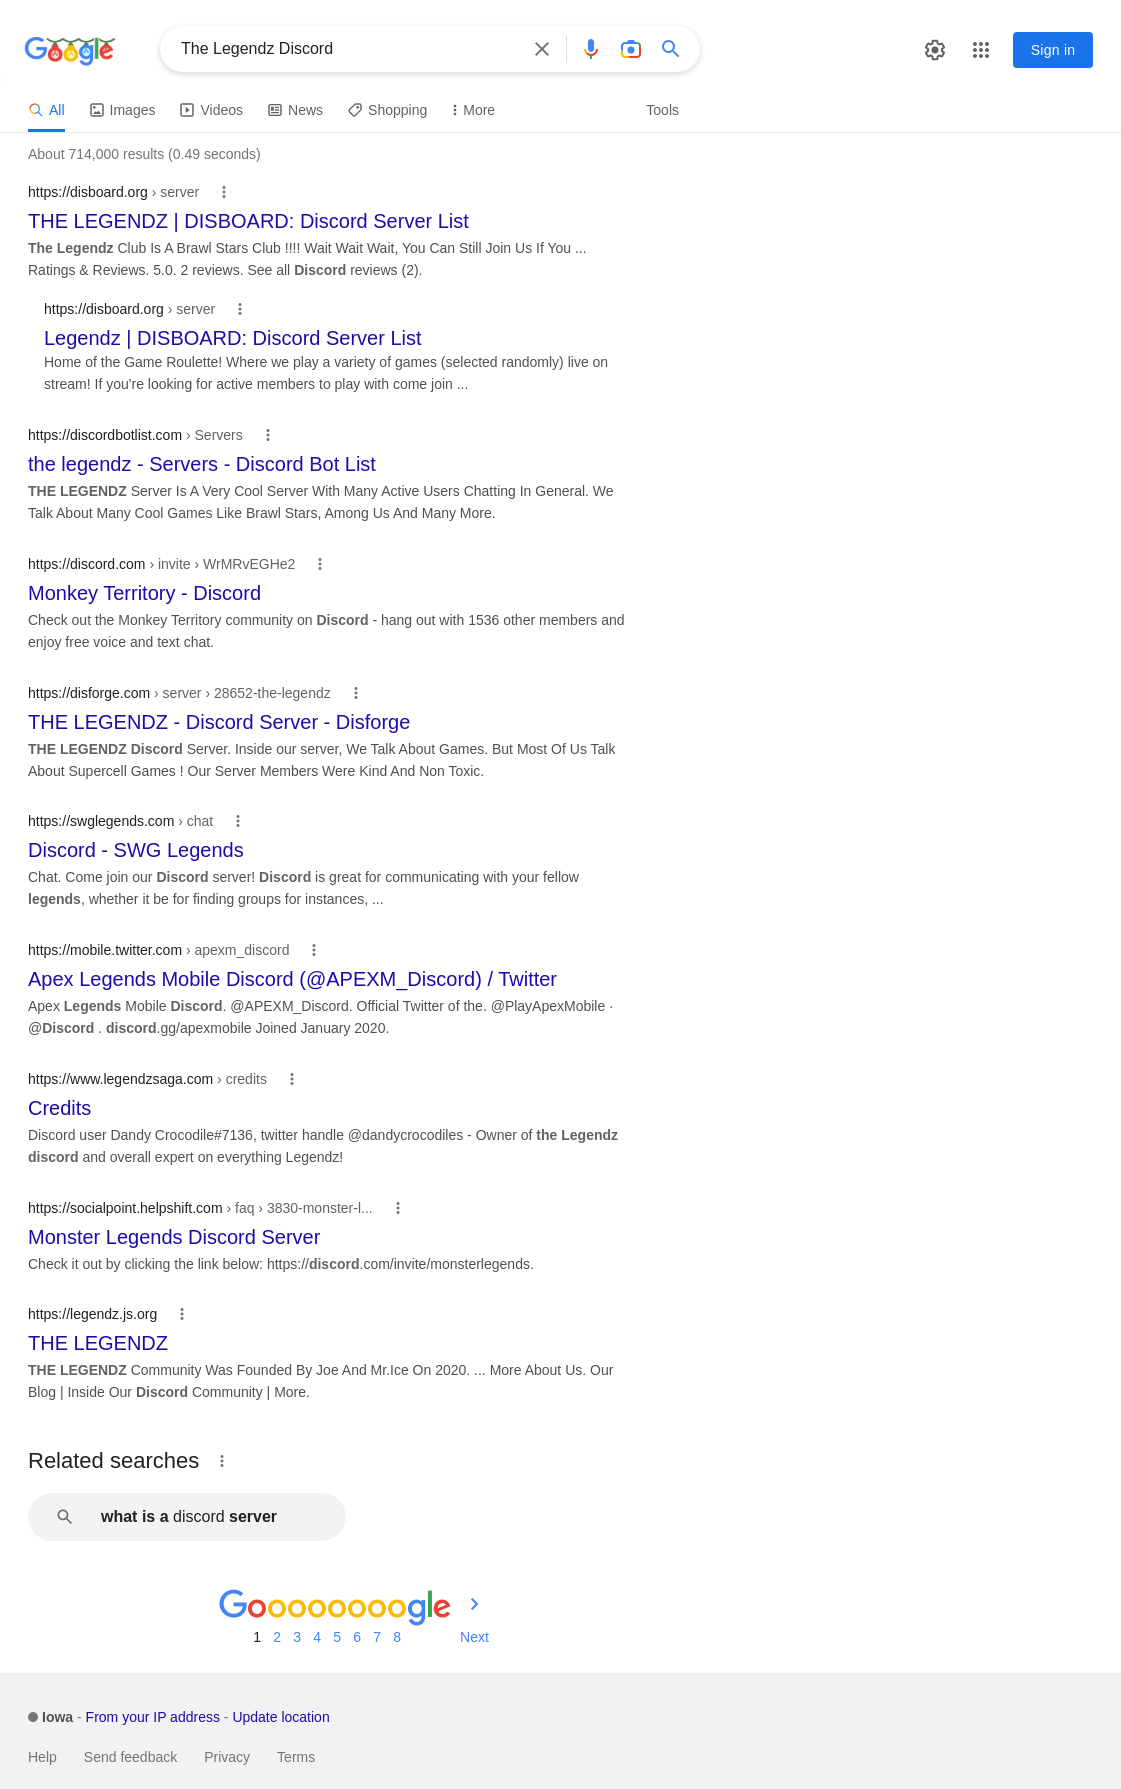 Google
The Legendz Discord
Sign in
All Images Videos News Shopping More Tools
About 714,000 results (0.49 seconds)
https://disboard.org › server
THE LEGENDZ | DISBOARD: Discord Server List
The Legendz Club Is A Brawl Stars Club !!!! Wait Wait Wait, You Can Still Join Us If You ...
Ratings & Reviews. 5.0. 2 reviews. See all Discord reviews (2).
https://disboard.org › server
Legendz | DISBOARD: Discord Server List
Home of the Game Roulette! Where we play a variety of games (selected randomly) live on
stream! If you're looking for active members to play with come join ...
https://discordbotlist.com › Servers
the legendz - Servers - Discord Bot List
THE LEGENDZ Server Is A Very Cool Server With Many Active Users Chatting In General. We
Talk About Many Cool Games Like Brawl Stars, Among Us And Many More.
https://discord.com › invite › WrMRvEGHe2
Monkey Territory - Discord
Check out the Monkey Territory community on Discord - hang out with 1536 other members and
enjoy free voice and text chat.
https://disforge.com › server › 28652-the-legendz
THE LEGENDZ - Discord Server - Disforge
THE LEGENDZ Discord Server. Inside our server, We Talk About Games. But Most Of Us Talk
About Supercell Games ! Our Server Members Were Kind And Non Toxic.
https://swglegends.com › chat
Discord - SWG Legends
Chat. Come join our Discord server! Discord is great for communicating with your fellow
legends, whether it be for finding groups for instances, ...
https://mobile.twitter.com › apexm_discord
Apex Legends Mobile Discord (@APEXM_Discord) / Twitter
Apex Legends Mobile Discord. @APEXM_Discord. Official Twitter of the. @PlayApexMobile ·
@Discord . discord.gg/apexmobile Joined January 2020.
https://www.legendzsaga.com › credits
Credits
Discord user Dandy Crocodile#7136, twitter handle @dandycrocodiles - Owner of the Legendz
discord and overall expert on everything Legendz!
https://socialpoint.helpshift.com › faq › 3830-monster-l...
Monster Legends Discord Server
Check it out by clicking the link below: https://discord.com/invite/monsterlegends.
https://legendz.js.org
THE LEGENDZ
THE LEGENDZ Community Was Founded By Joe And Mr.Ice On 2020. ... More About Us. Our
Blog | Inside Our Discord Community | More.
Related searches
what is a discord server
Goooooooogle
1 2 3 4 5 6 7 8 Next
Iowa - From your IP address - Update location
Help Send feedback Privacy Terms